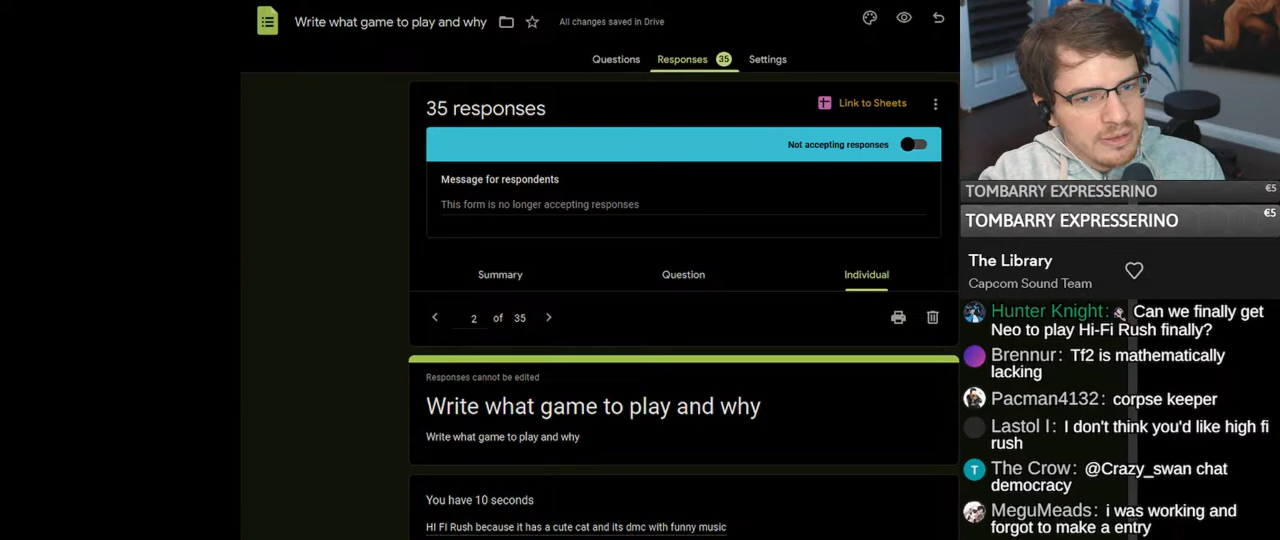 Write what game to play and why
All changes saved in Drive
Questions
Responses 35
Settings
35 responses
Link to Sheets
Not accepting responses
Message for respondents
This form is no longer accepting responses
Summary
Question
Individual
2 of 35
Responses cannot be edited
Write what game to play and why
Write what game to play and why
You have 10 seconds
HI FI Rush because it has a cute cat and its dmc with funny music
TOMBARRY EXPRESSERINO €5
TOMBARRY EXPRESSERINO €5
The Library
Capcom Sound Team
Hunter Knight: Can we finally get
Neo to play Hi-Fi Rush finally?
Brennur: Tf2 is mathematically
lacking
Pacman4132: corpse keeper
Lastol I: I don't think you'd like high fi
rush
T The Crow: @Crazy_swan chat
democracy
MeguMeads: i was working and
forgot to make a entry